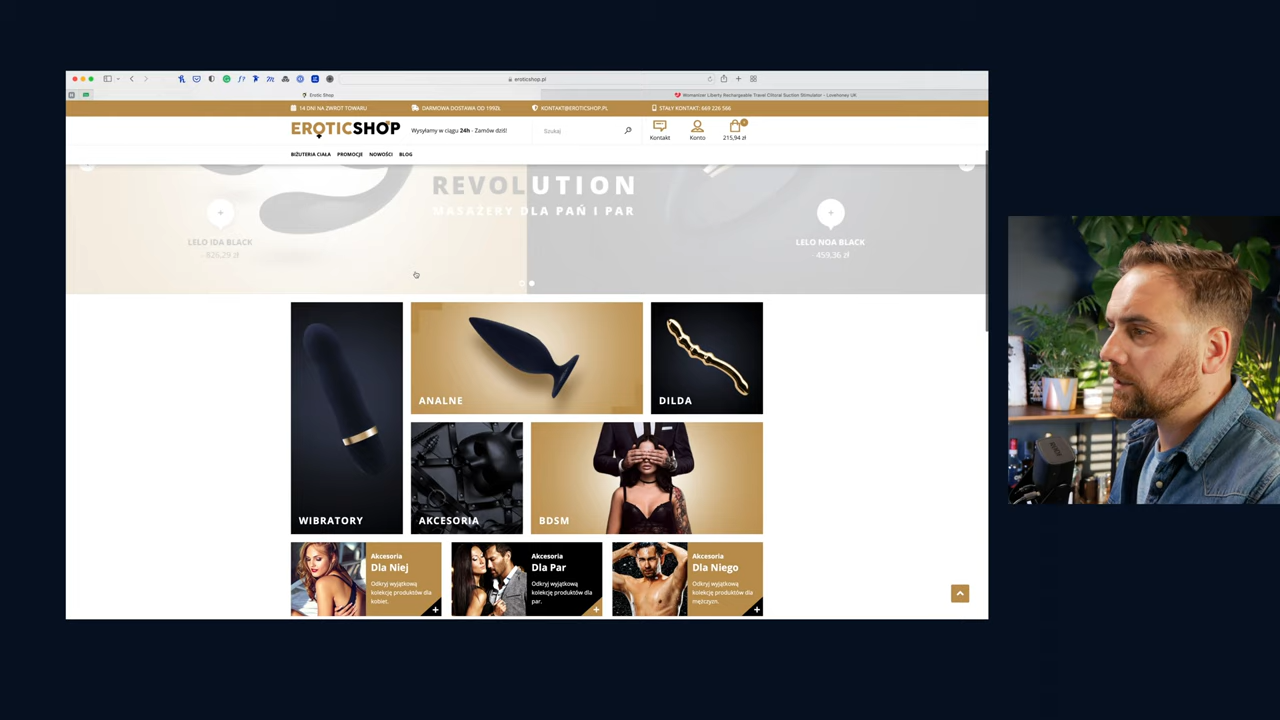 eroticshop.pl
Erotic Shop
Womanizer Liberty Rechargeable Travel Clitoral Suction Stimulator - Lovehoney UK
14 DNI NA ZWROT TOWARU
DARMOWA DOSTAWA OD 199ZŁ
KONTAKT@EROTICSHOP.PL
STAŁY KONTAKT: 669 226 566
EROTICSHOP
Wysyłamy w ciągu 24h - Zamów dziś!
Szukaj
Kontakt
Konto
215,94 zł
BIŻUTERIA CIAŁA
PROMOCJE
NOWOŚCI
BLOG
REVOLUTION
MASAŻERY DLA PAŃ I PAR
LELO IDA BLACK
- 826.29 zł
LELO NOA BLACK
- 459.36 zł
ANALNE
DILDA
WIBRATORY
AKCESORIA
BDSM
Akcesoria
Dla Niej
Odkryj wyjątkową
kolekcję produktów dla
kobiet.
Akcesoria
Dla Par
Odkryj wyjątkową
kolekcję produktów dla
par.
Akcesoria
Dla Niego
Odkryj wyjątkową
kolekcję produktów dla
mężczyzn.